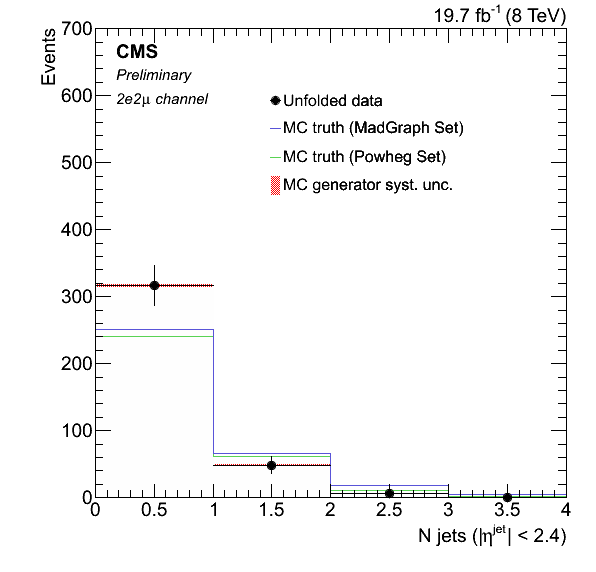 19.7 fb⁻¹ (8 TeV)
Events
700
600
500
400
300
200
100
0
CMS
Preliminary
2e2μ channel
Unfolded data
MC truth (MadGraph Set)
MC truth (Powheg Set)
MC generator syst. unc.
0 0.5 1 1.5 2 2.5 3 3.5 4
N jets (|η^jet| < 2.4)